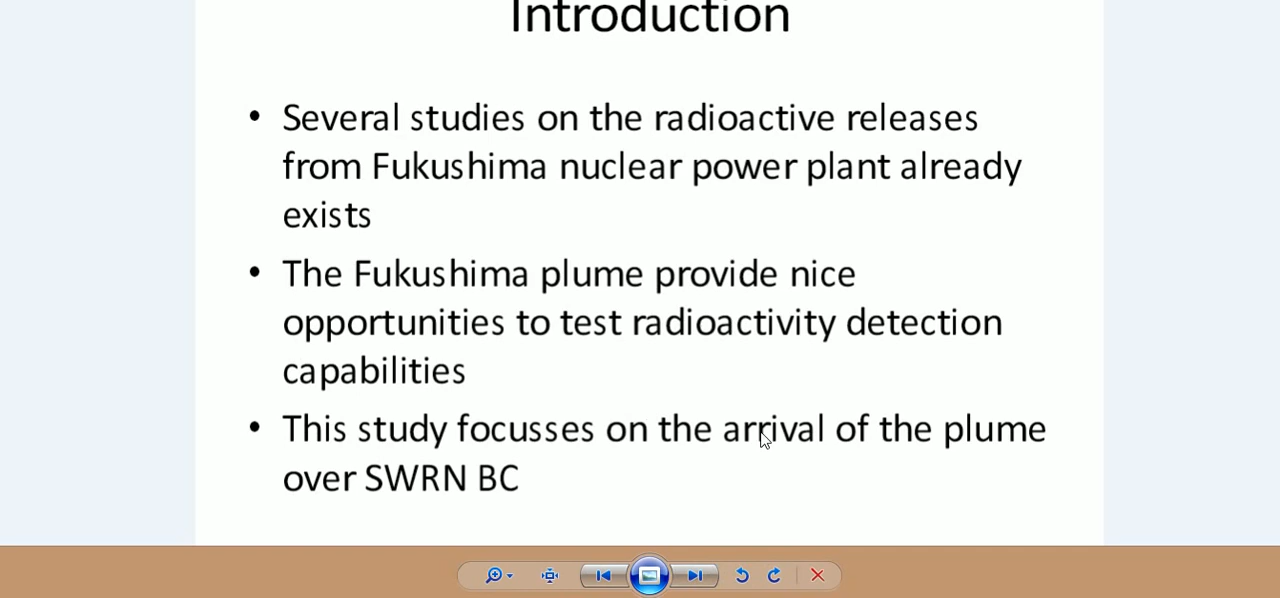 Introduction
• Several studies on the radioactive releases
from Fukushima nuclear power plant already
exists
• The Fukushima plume provide nice
opportunities to test radioactivity detection
capabilities
• This study focusses on the arrival of the plume
over SWRN BC